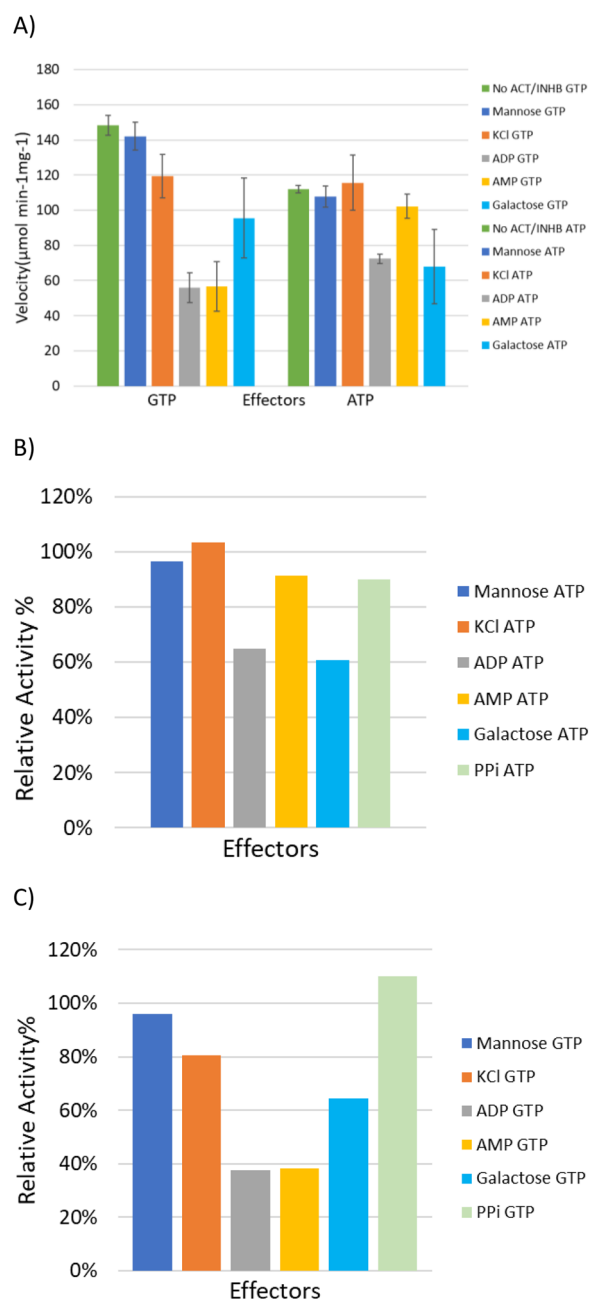 A)
180
160
140
120
100
80
60
40
20
0
Velocity(µmol min-1mg-1)
GTP Effectors ATP
No ACT/INHB GTP
Mannose GTP
KCl GTP
ADP GTP
AMP GTP
Galactose GTP
No ACT/INHB ATP
Mannose ATP
KCl ATP
ADP ATP
AMP ATP
Galactose ATP
B)
120%
100%
80%
60%
40%
20%
0%
Relative Activity %
Effectors
Mannose ATP
KCl ATP
ADP ATP
AMP ATP
Galactose ATP
PPi ATP
C)
120%
100%
80%
60%
40%
20%
0%
Relative Activity%
Effectors
Mannose GTP
KCl GTP
ADP GTP
AMP GTP
Galactose GTP
PPi GTP